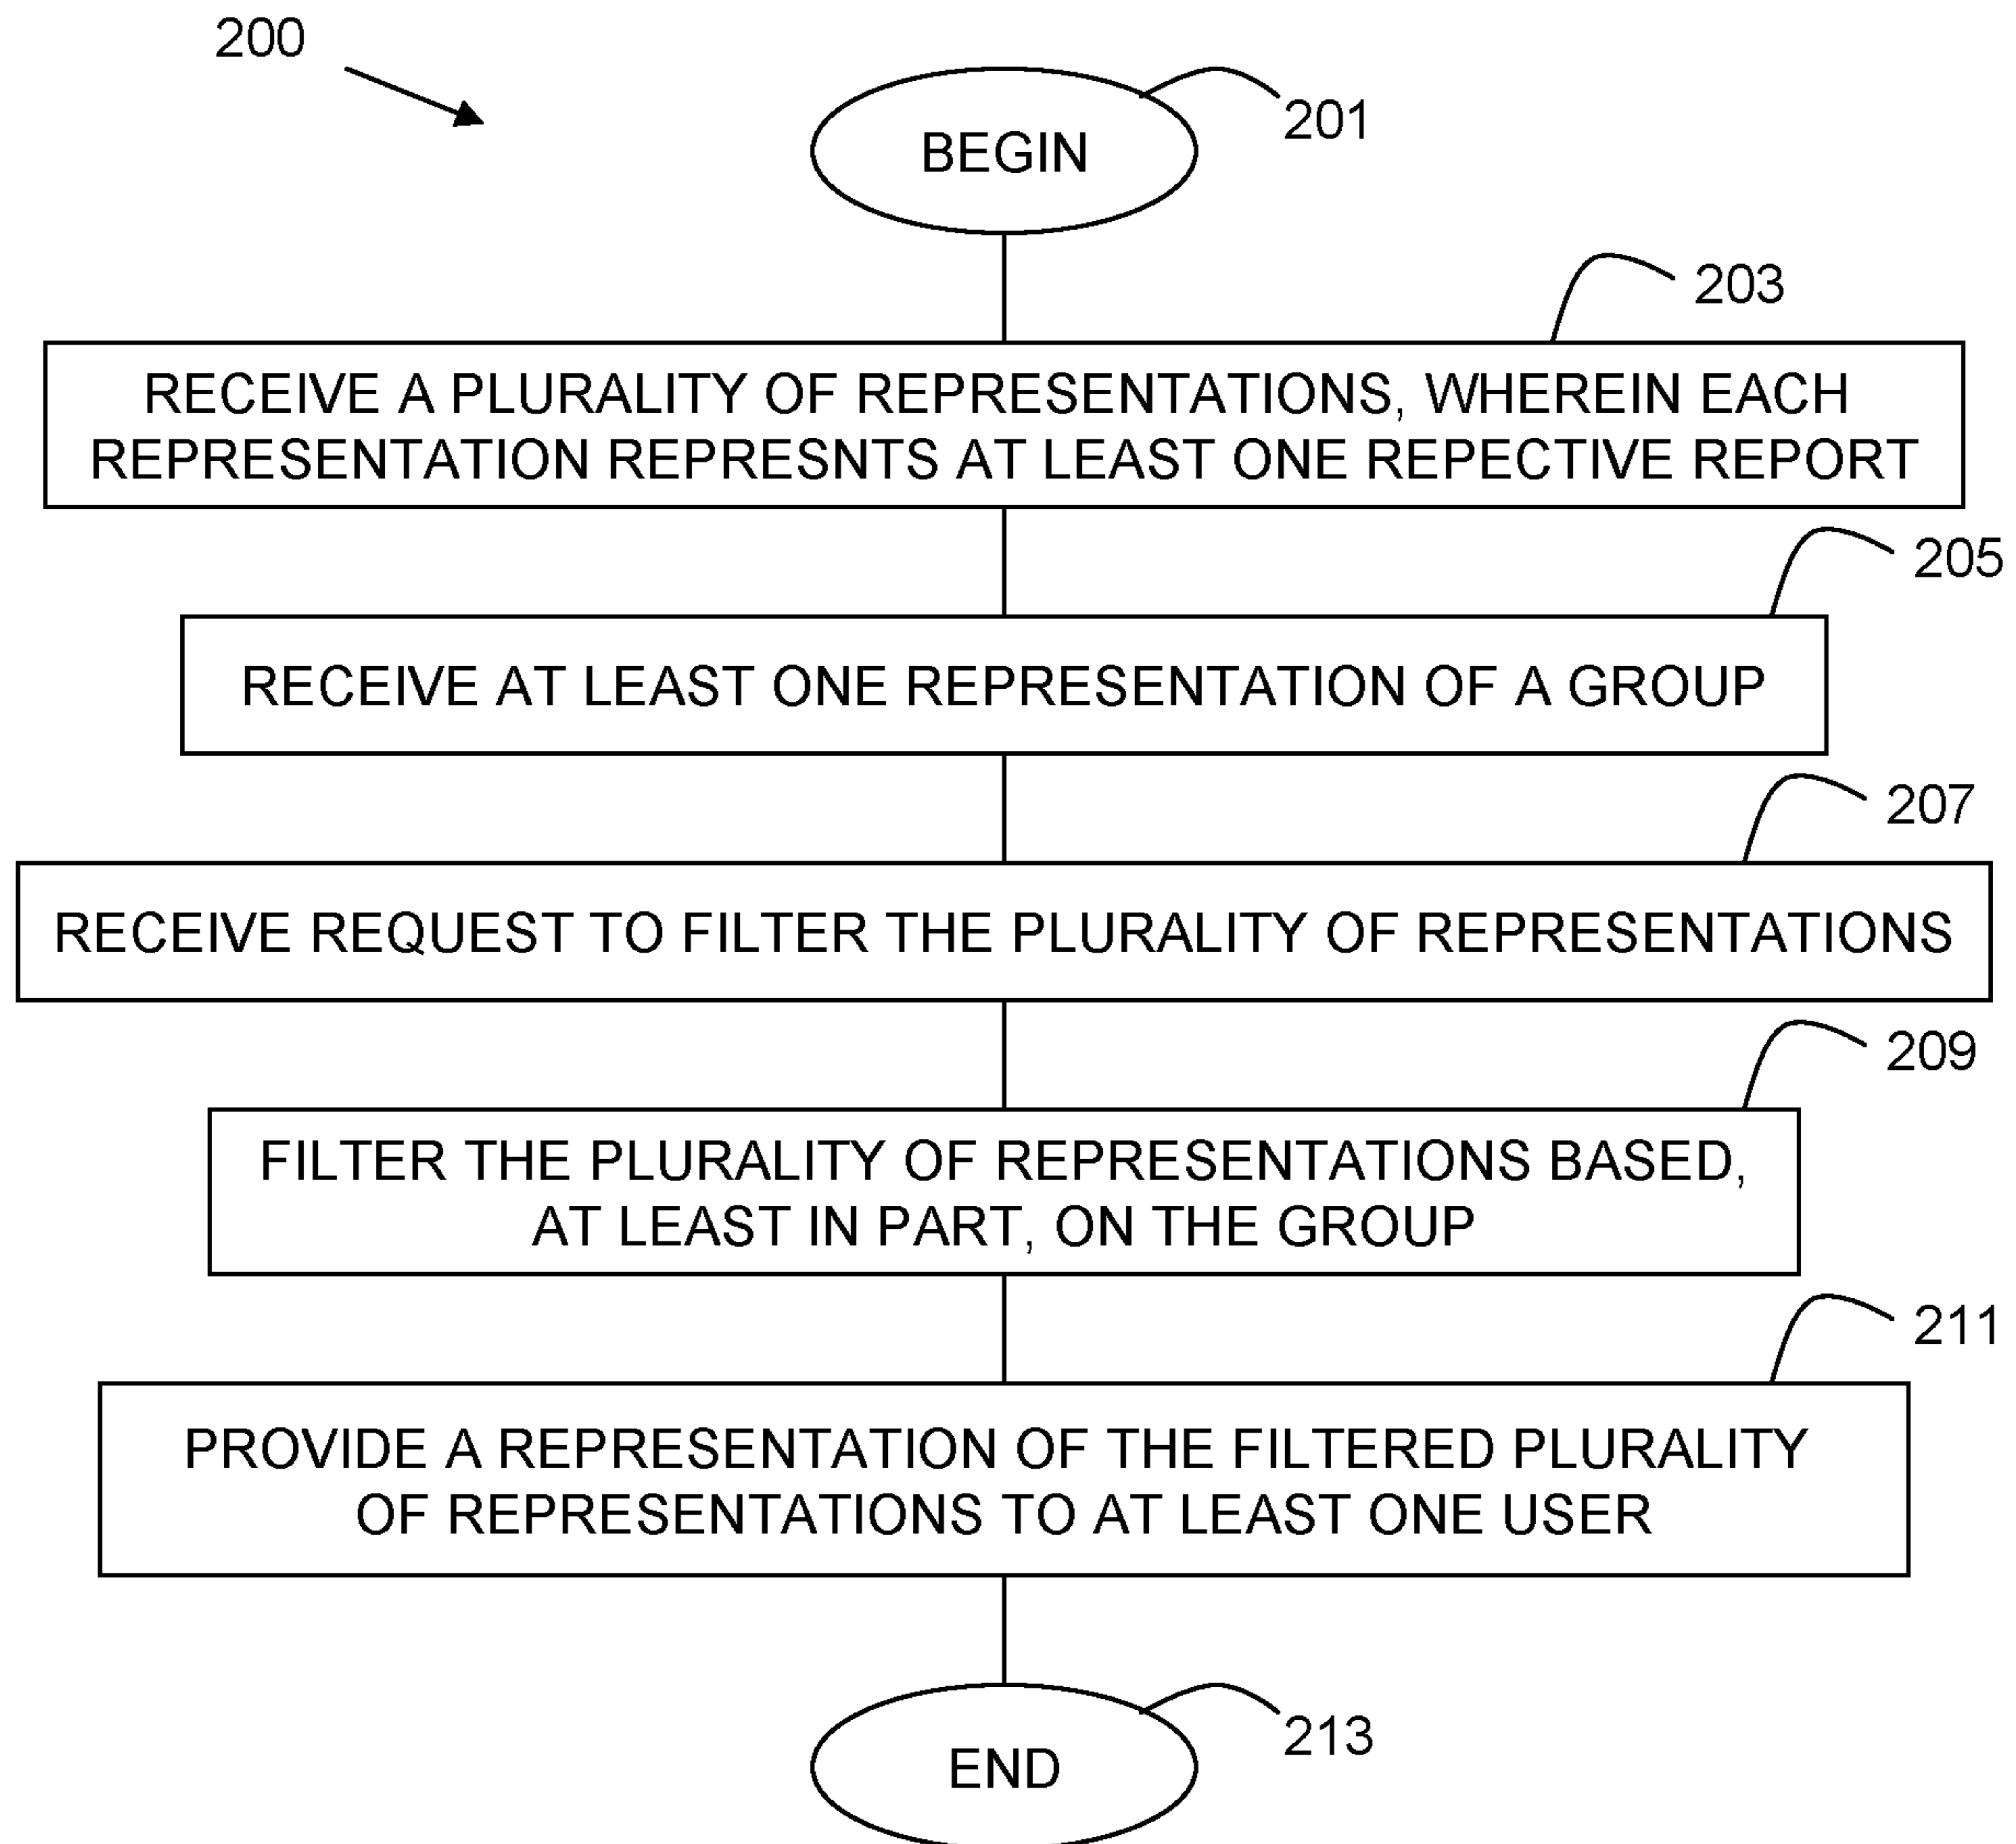 200
BEGIN
201
203
RECEIVE A PLURALITY OF REPRESENTATIONS, WHEREIN EACH
REPRESENTATION REPRESNTS AT LEAST ONE REPECTIVE REPORT
205
RECEIVE AT LEAST ONE REPRESENTATION OF A GROUP
207
RECEIVE REQUEST TO FILTER THE PLURALITY OF REPRESENTATIONS
209
FILTER THE PLURALITY OF REPRESENTATIONS BASED,
AT LEAST IN PART, ON THE GROUP
211
PROVIDE A REPRESENTATION OF THE FILTERED PLURALITY
OF REPRESENTATIONS TO AT LEAST ONE USER
213
END